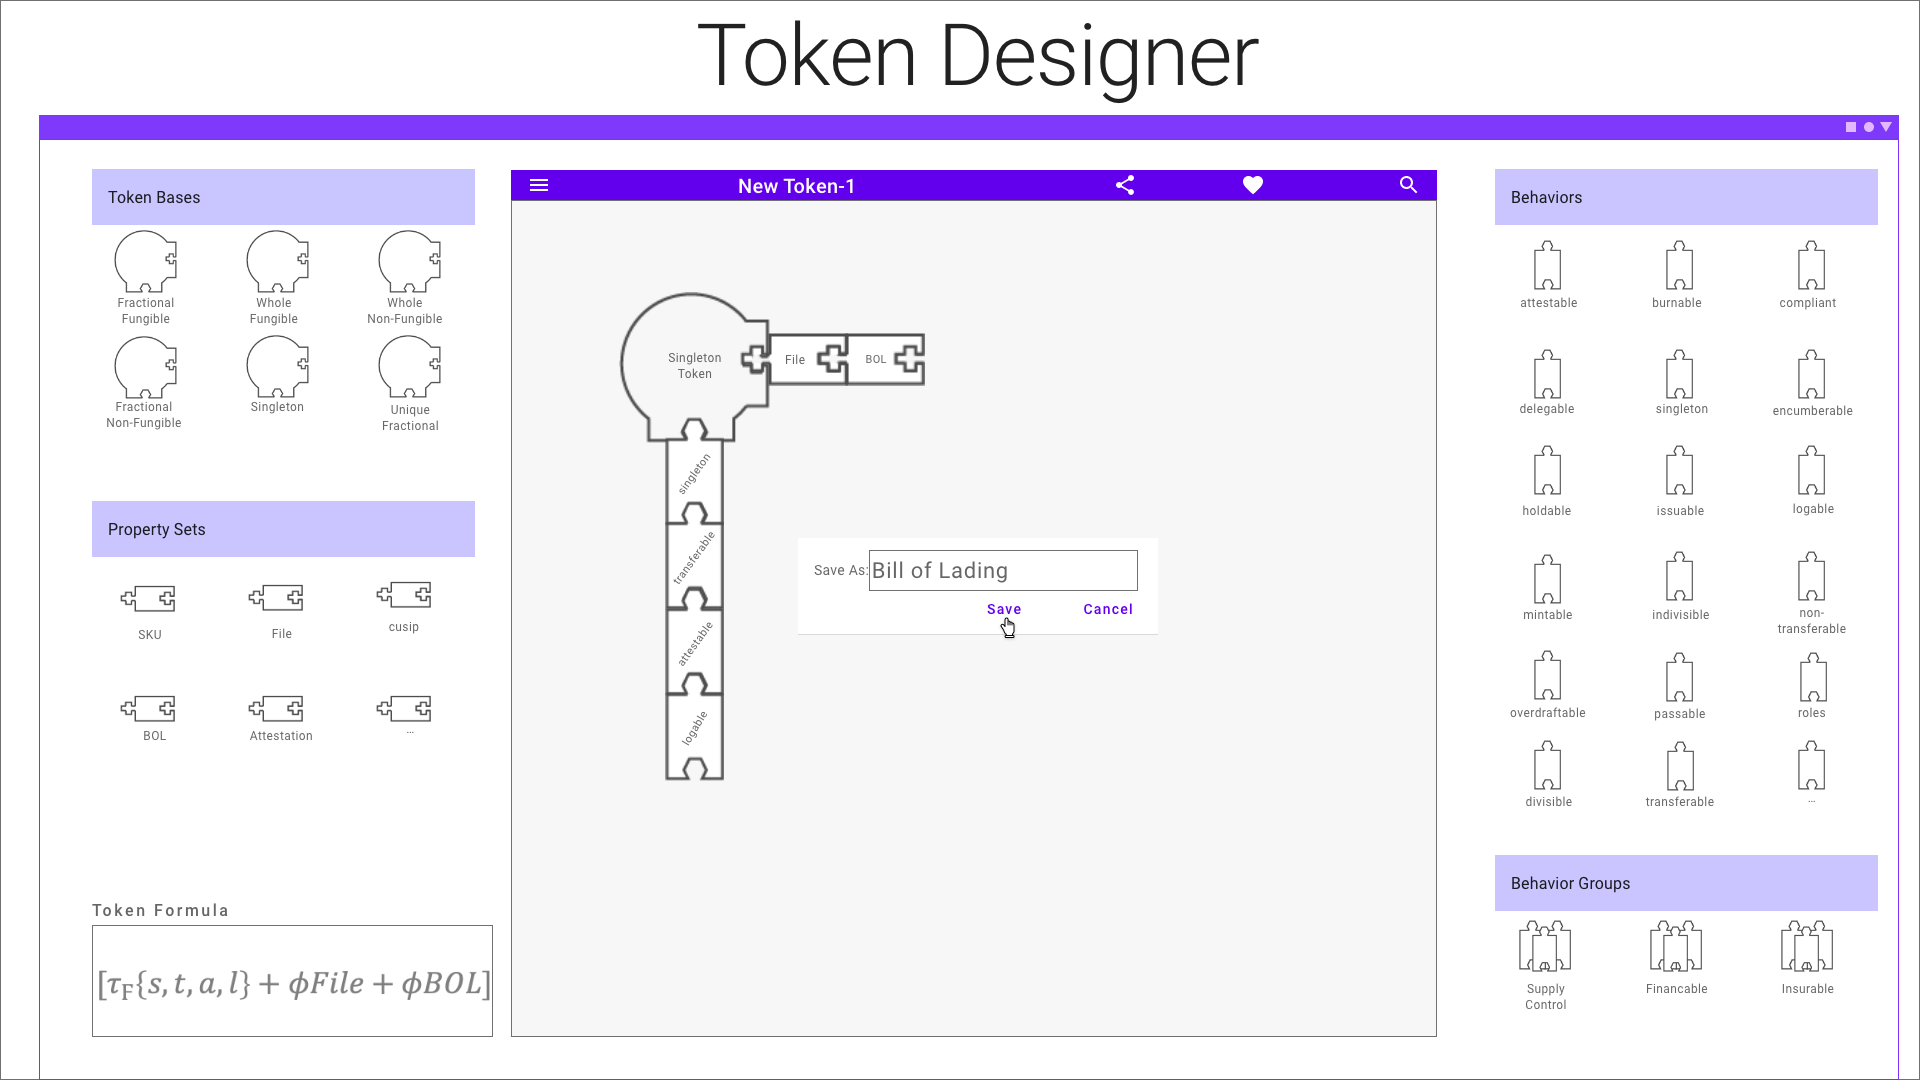 Token Designer
Token Bases
Fractional
Fungible
Whole
Fungible
Whole
Non-Fungible
Fractional
Non-Fungible
Singleton
Unique
Fractional
Property Sets
SKU
File
cusip
BOL
Attestation
...
Token Formula
[τF{s, t, a, l} + ϕFile + ϕBOL]
New Token-1
Singleton
Token
File
BOL
singleton
transferable
attestable
logable
Save As:
Bill of Lading
Save
Cancel
Behaviors
attestable
burnable
compliant
delegable
singleton
encumberable
holdable
issuable
logable
mintable
indivisible
non-
transferable
overdraftable
passable
roles
divisible
transferable
...
Behavior Groups
Supply
Control
Financable
Insurable